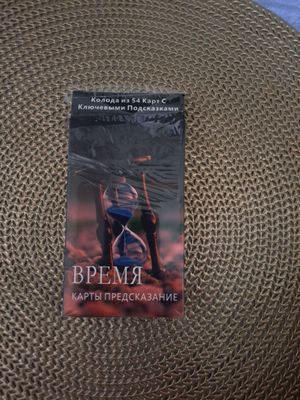 Колода из 54 Карт С
Ключевыми Подсказками
ВРЕМЯ
КАРТЫ ПРЕДСКАЗАНИЕ